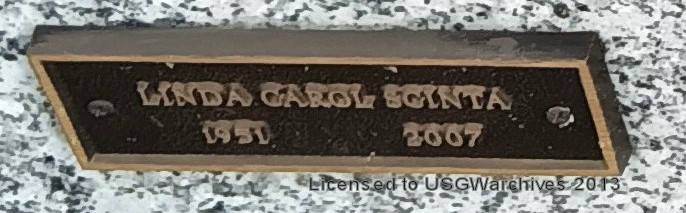 LINDA CAROL SCINTA
1951 2007
Licensed to USGWarchives 2013